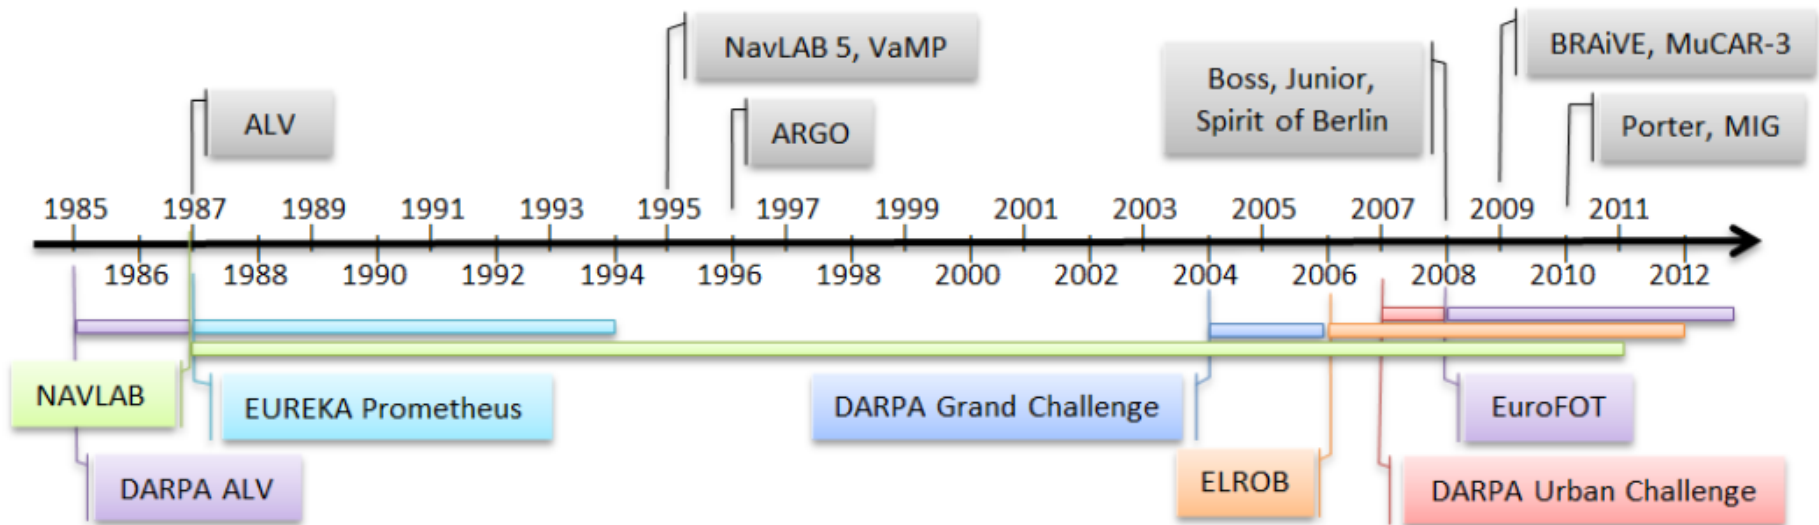 NavLAB 5, VaMP
BRAiVE, MuCAR-3
Boss, Junior,
Spirit of Berlin
ALV
ARGO
Porter, MIG
1985 1987 1989 1991 1993 1995 1997 1999 2001 2003 2005 2007 2009 2011
1986 1988 1990 1992 1994 1996 1998 2000 2002 2004 2006 2008 2010 2012
NAVLAB
EUREKA Prometheus
DARPA Grand Challenge
EuroFOT
DARPA ALV
ELROB
DARPA Urban Challenge